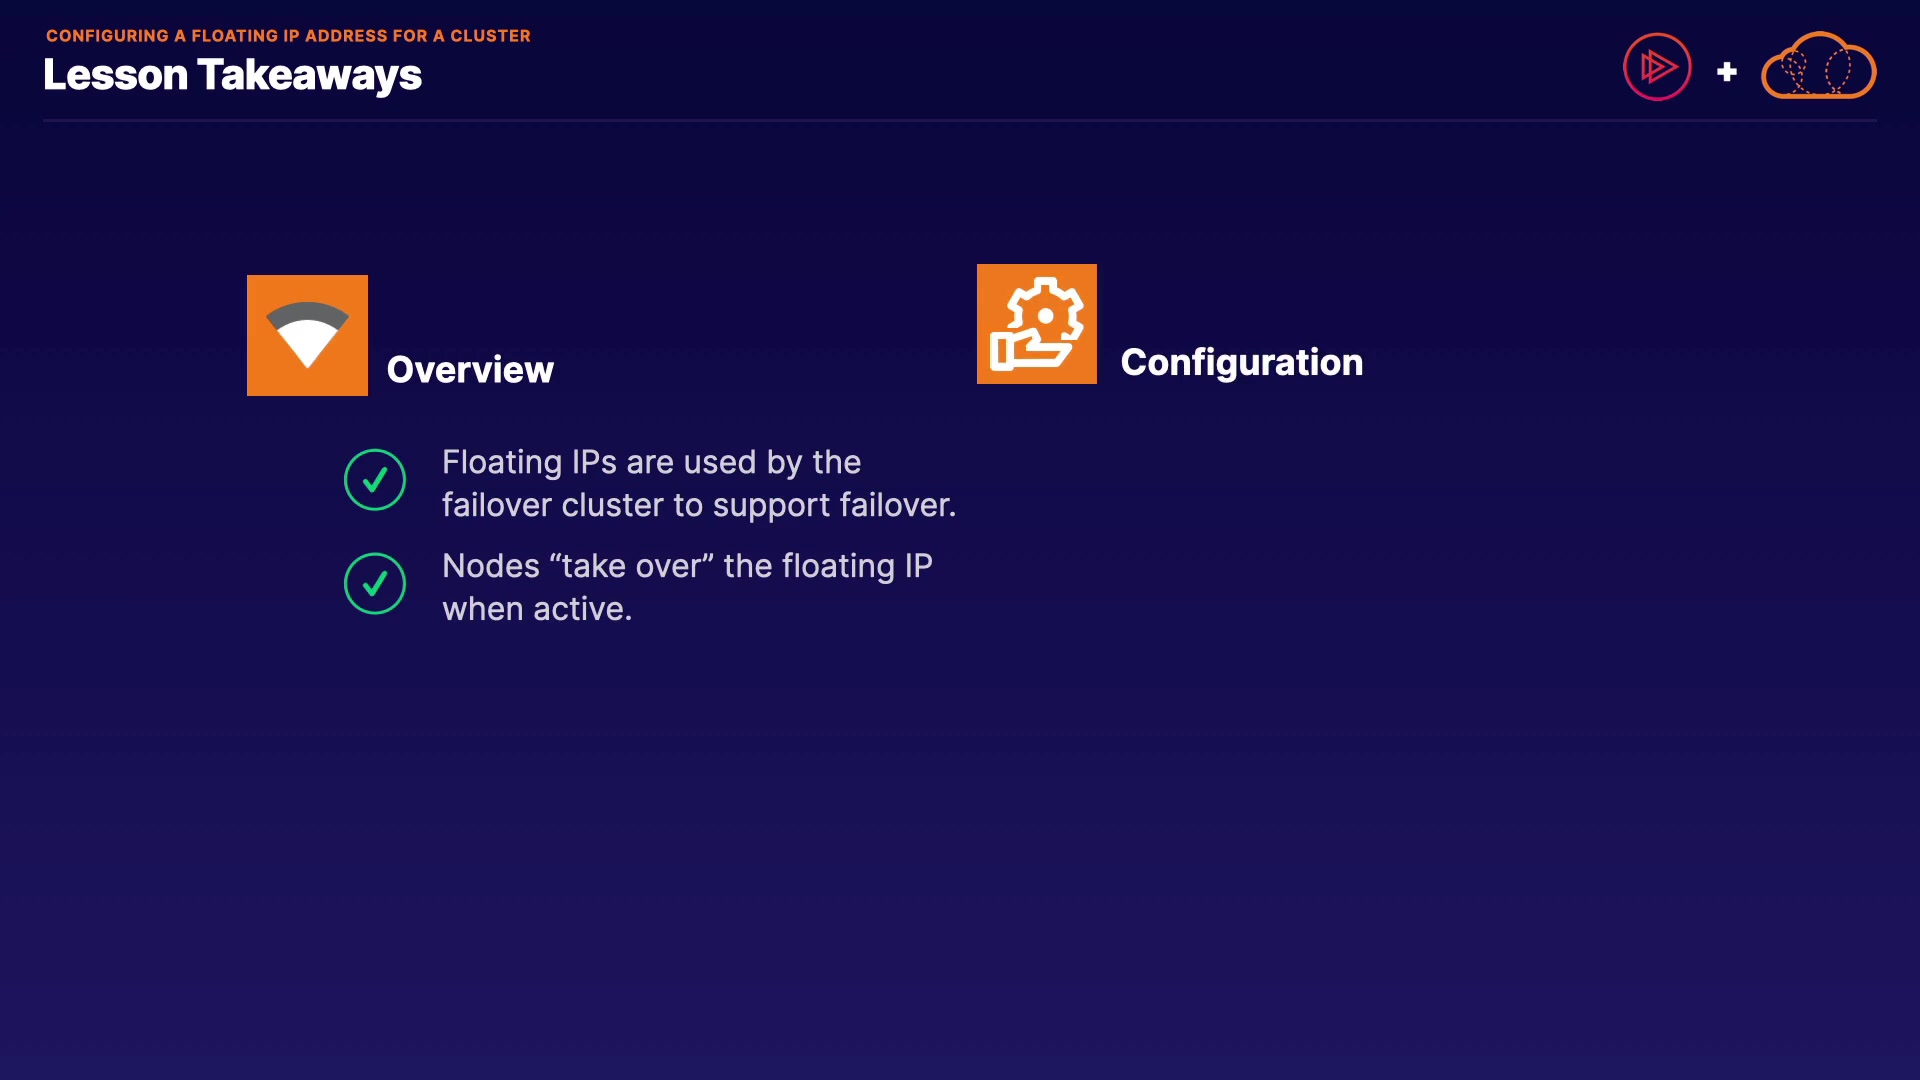 CONFIGURING A FLOATING IP ADDRESS FOR A CLUSTER
Lesson Takeaways
Overview
Floating IPs are used by the
failover cluster to support failover.
Nodes “take over” the floating IP
when active.
Configuration